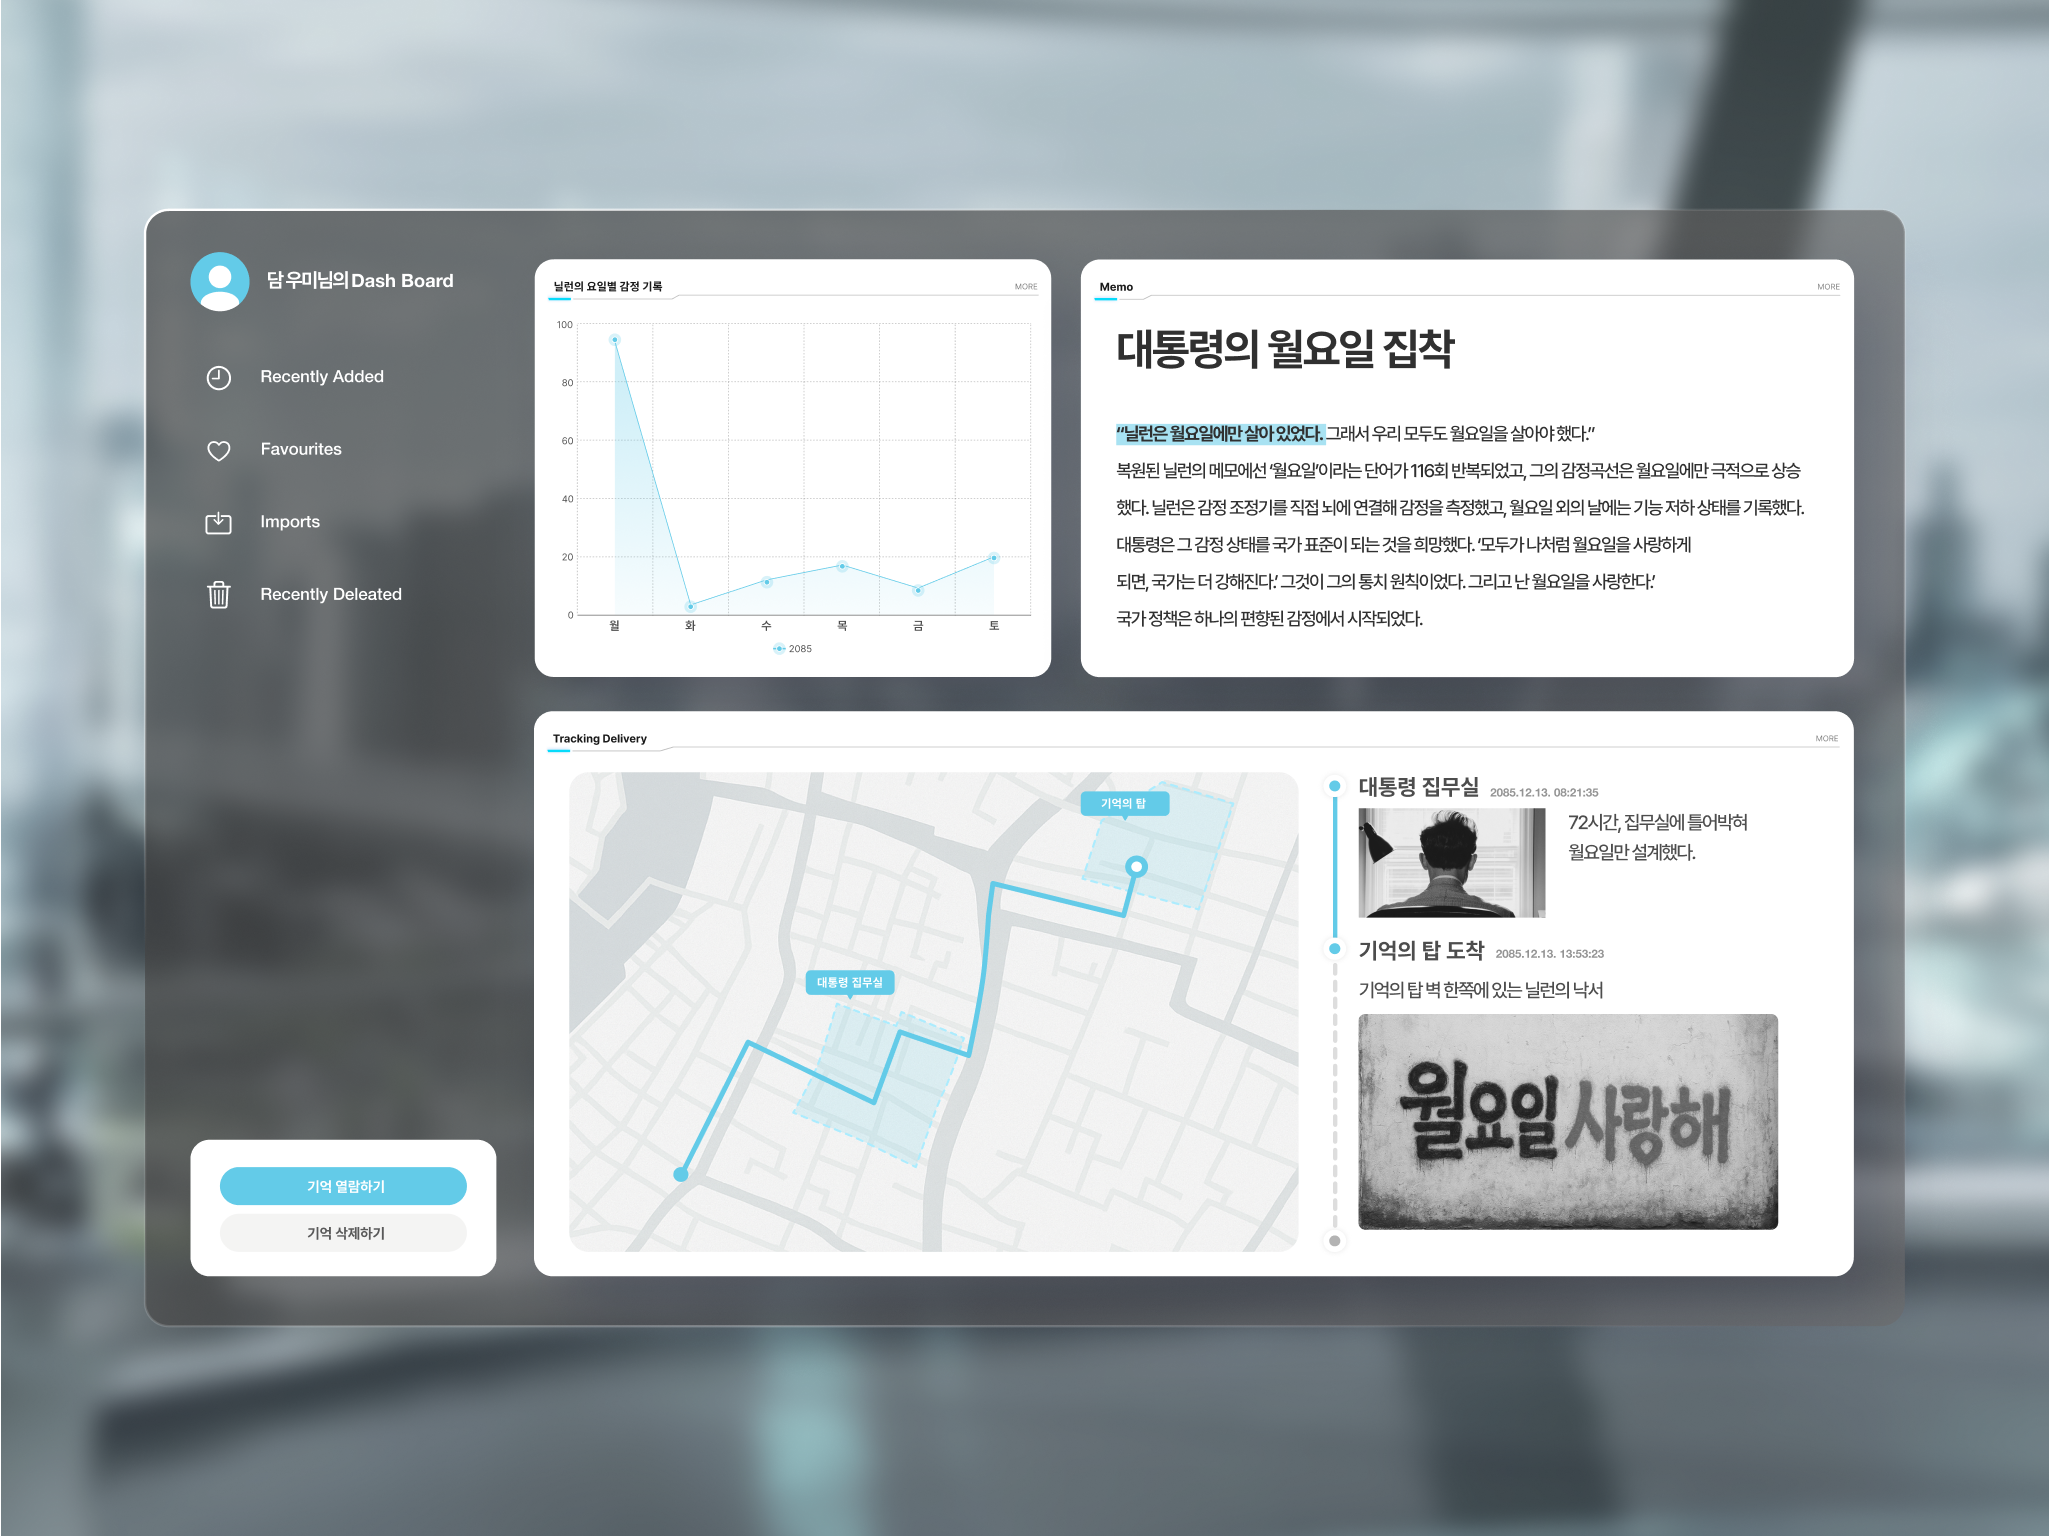 담 우미님의 Dash Board
Recently Added
Favourites
Imports
Recently Deleated
기억 열람하기
기억 삭제하기
닐런의 요일별 감정 기록
MORE
100
80
60
40
20
0
월 화 수 목 금 토
2085
Memo
MORE
대통령의 월요일 집착
“닐런은 월요일에만 살아 있었다. 그래서 우리 모두도 월요일을 살아야 했다.”
복원된 닐런의 메모에선 ‘월요일’이라는 단어가 116회 반복되었고, 그의 감정곡선은 월요일에만 극적으로 상승
했다. 닐런은 감정 조정기를 직접 뇌에 연결해 감정을 측정했고, 월요일 외의 날에는 기능 저하 상태를 기록했다.
대통령은 그 감정 상태를 국가 표준이 되는 것을 희망했다. ‘모두가 나처럼 월요일을 사랑하게
되면, 국가는 더 강해진다.’ 그것이 그의 통치 원칙이었다. 그리고 난 월요일을 사랑한다.’
국가 정책은 하나의 편향된 감정에서 시작되었다.
Tracking Delivery
MORE
기억의 탑
대통령 집무실
대통령 집무실 2085.12.13. 08:21:35
72시간, 집무실에 틀어박혀
월요일만 설계했다.
기억의 탑 도착 2085.12.13. 13:53:23
기억의 탑 벽 한쪽에 있는 닐런의 낙서
월요일 사랑해